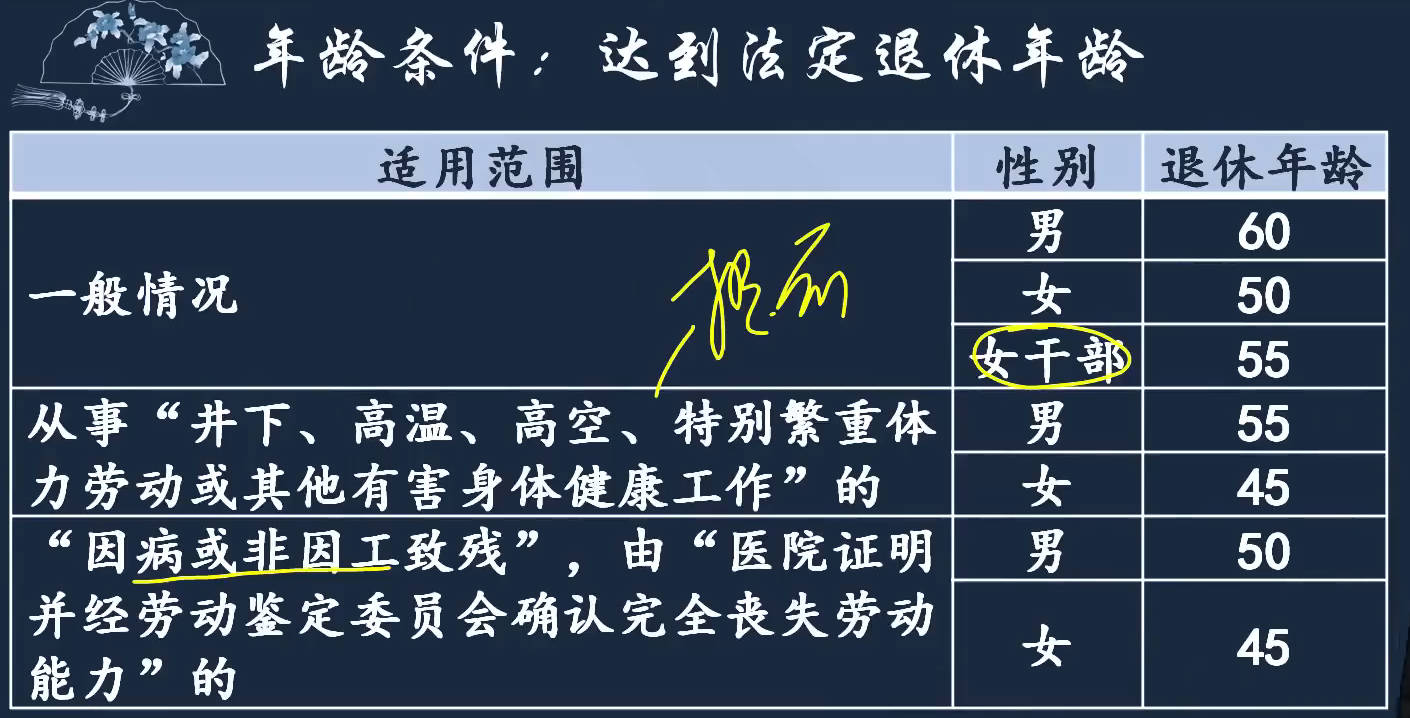 年龄条件：达到法定退休年龄
适用范围 性别 退休年龄
男 60
一般情况 女 50
提前
女干部 55
从事“井下、高温、高空、特别繁重体 男 55
力劳动或其他有害身体健康工作”的 女 45
“因病或非因工致残”，由“医院证明 男 50
并经劳动鉴定委员会确认完全丧失劳动
女 45
能力”的